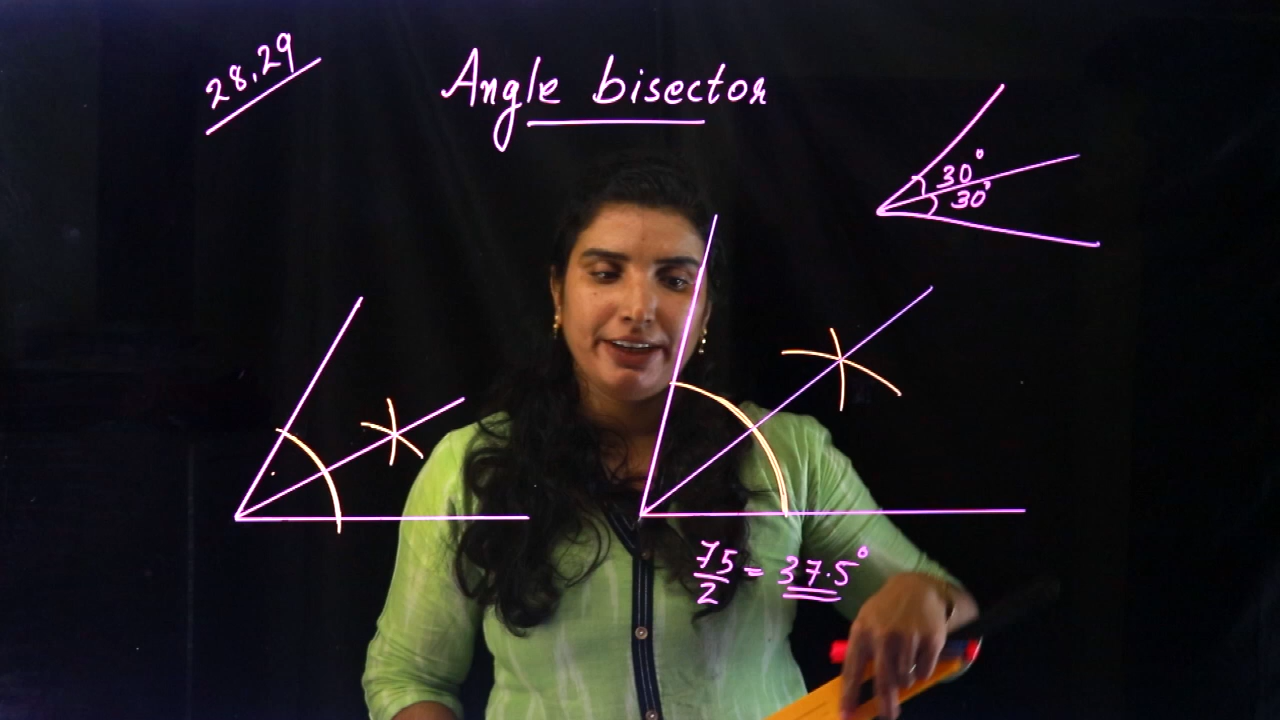 28,29
Angle bisector
30°
30°
75/2 = 37.5°